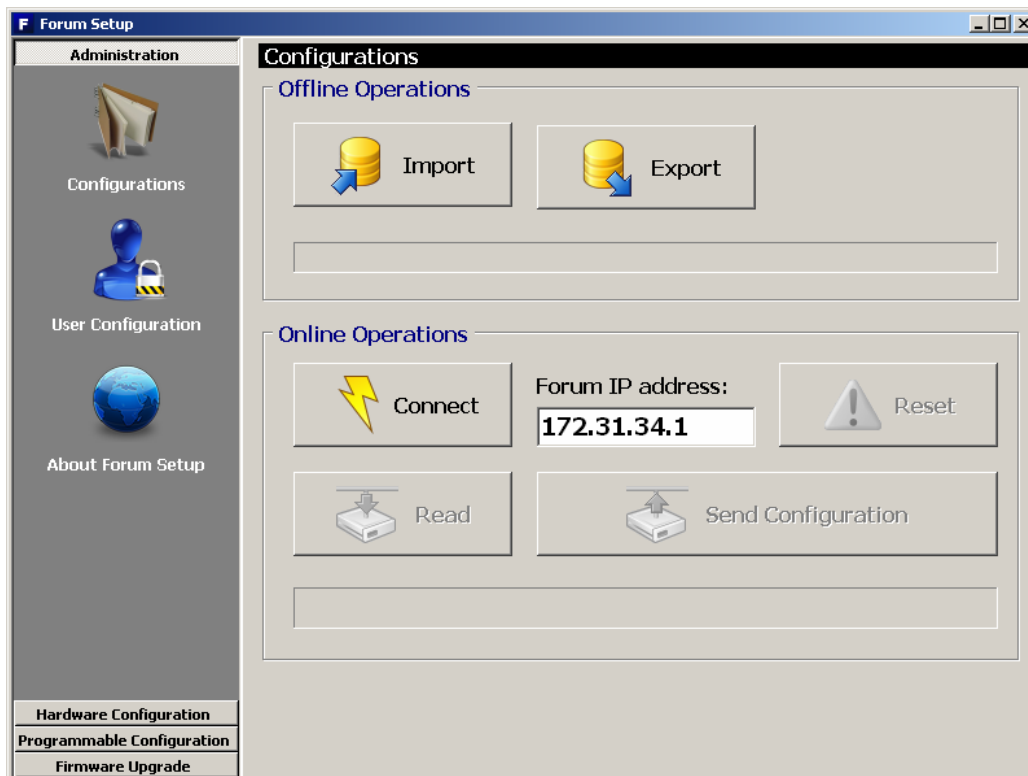 F Forum Setup
Administration
Configurations
User Configuration
About Forum Setup
Hardware Configuration
Programmable Configuration
Firmware Upgrade
Configurations
Offline Operations
Import
Export
Online Operations
Connect
Forum IP address:
172.31.34.1
Reset
Read
Send Configuration